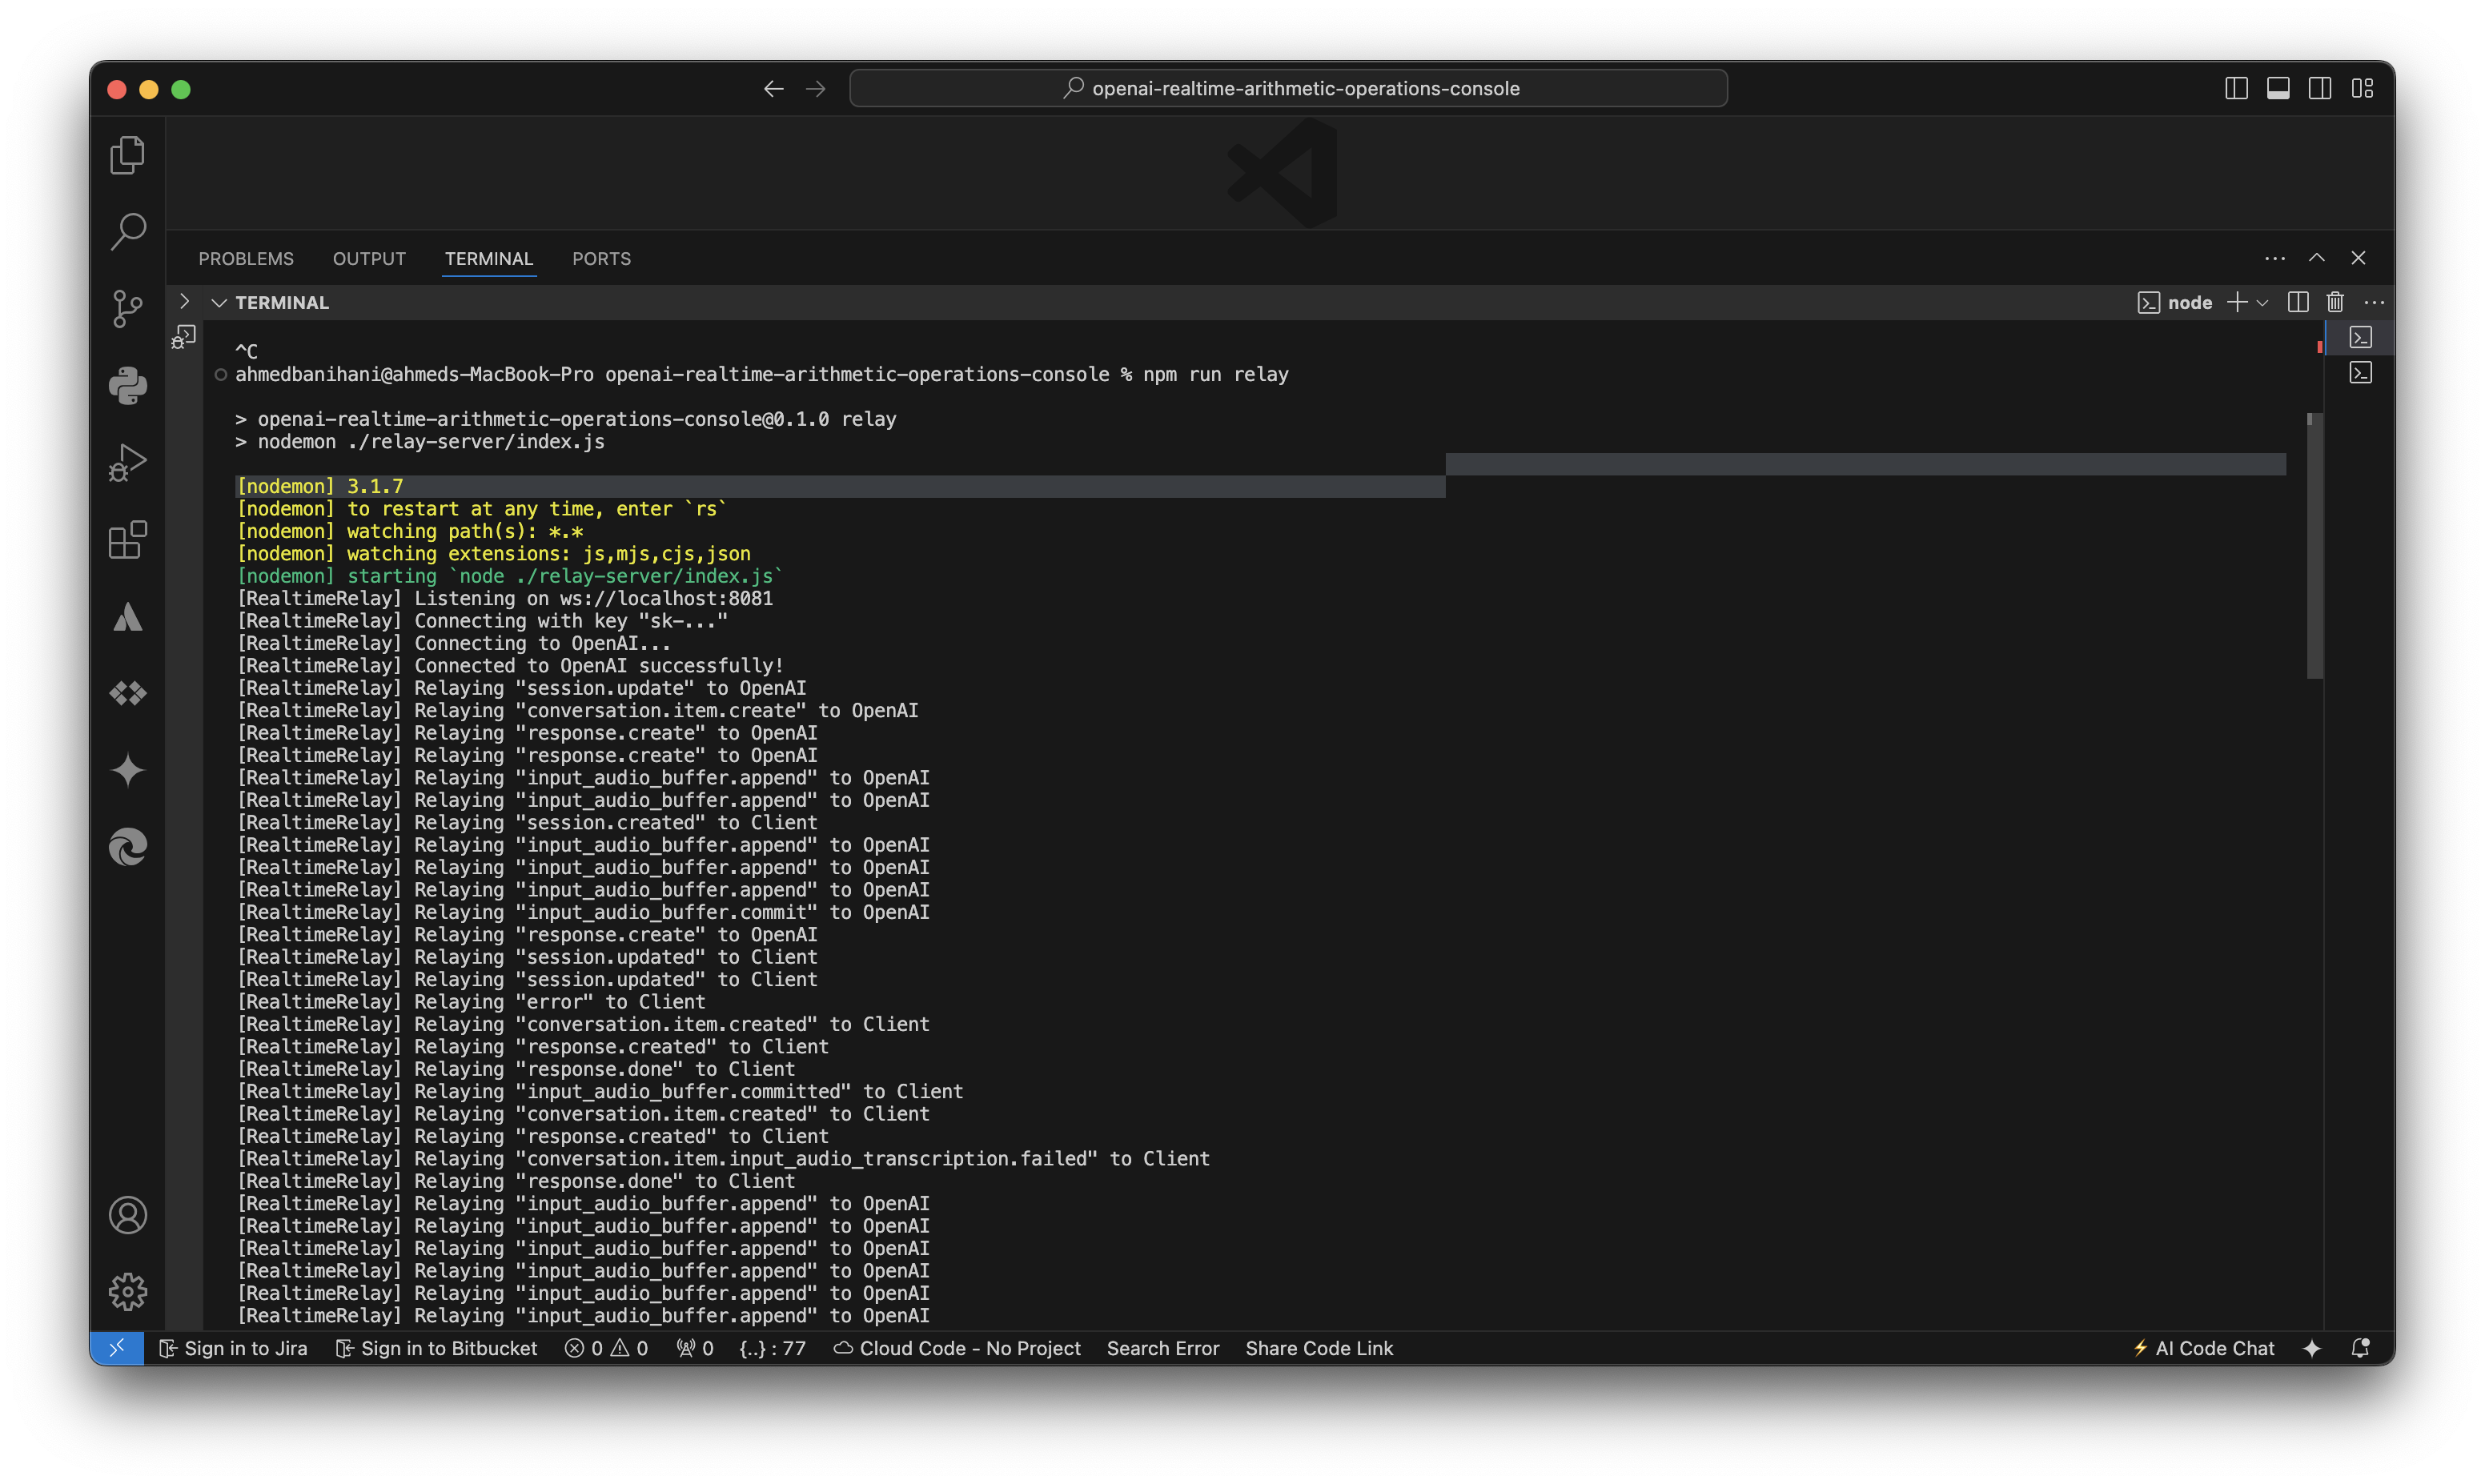 openai-realtime-arithmetic-operations-console
PROBLEMS OUTPUT TERMINAL PORTS
TERMINAL
node
^C
ahmedbanihani@ahmeds-MacBook-Pro openai-realtime-arithmetic-operations-console % npm run relay
> openai-realtime-arithmetic-operations-console@0.1.0 relay
> nodemon ./relay-server/index.js
[nodemon] 3.1.7
[nodemon] to restart at any time, enter `rs`
[nodemon] watching path(s): *.*
[nodemon] watching extensions: js,mjs,cjs,json
[nodemon] starting `node ./relay-server/index.js`
[RealtimeRelay] Listening on ws://localhost:8081
[RealtimeRelay] Connecting with key "sk-..."
[RealtimeRelay] Connecting to OpenAI...
[RealtimeRelay] Connected to OpenAI successfully!
[RealtimeRelay] Relaying "session.update" to OpenAI
[RealtimeRelay] Relaying "conversation.item.create" to OpenAI
[RealtimeRelay] Relaying "response.create" to OpenAI
[RealtimeRelay] Relaying "response.create" to OpenAI
[RealtimeRelay] Relaying "input_audio_buffer.append" to OpenAI
[RealtimeRelay] Relaying "input_audio_buffer.append" to OpenAI
[RealtimeRelay] Relaying "session.created" to Client
[RealtimeRelay] Relaying "input_audio_buffer.append" to OpenAI
[RealtimeRelay] Relaying "input_audio_buffer.append" to OpenAI
[RealtimeRelay] Relaying "input_audio_buffer.append" to OpenAI
[RealtimeRelay] Relaying "input_audio_buffer.commit" to OpenAI
[RealtimeRelay] Relaying "response.create" to OpenAI
[RealtimeRelay] Relaying "session.updated" to Client
[RealtimeRelay] Relaying "session.updated" to Client
[RealtimeRelay] Relaying "error" to Client
[RealtimeRelay] Relaying "conversation.item.created" to Client
[RealtimeRelay] Relaying "response.created" to Client
[RealtimeRelay] Relaying "response.done" to Client
[RealtimeRelay] Relaying "input_audio_buffer.committed" to Client
[RealtimeRelay] Relaying "conversation.item.created" to Client
[RealtimeRelay] Relaying "response.created" to Client
[RealtimeRelay] Relaying "conversation.item.input_audio_transcription.failed" to Client
[RealtimeRelay] Relaying "response.done" to Client
[RealtimeRelay] Relaying "input_audio_buffer.append" to OpenAI
[RealtimeRelay] Relaying "input_audio_buffer.append" to OpenAI
[RealtimeRelay] Relaying "input_audio_buffer.append" to OpenAI
[RealtimeRelay] Relaying "input_audio_buffer.append" to OpenAI
[RealtimeRelay] Relaying "input_audio_buffer.append" to OpenAI
[RealtimeRelay] Relaying "input_audio_buffer.append" to OpenAI
Sign in to Jira Sign in to Bitbucket 0 0 0 {..} : 77 Cloud Code - No Project Search Error Share Code Link AI Code Chat